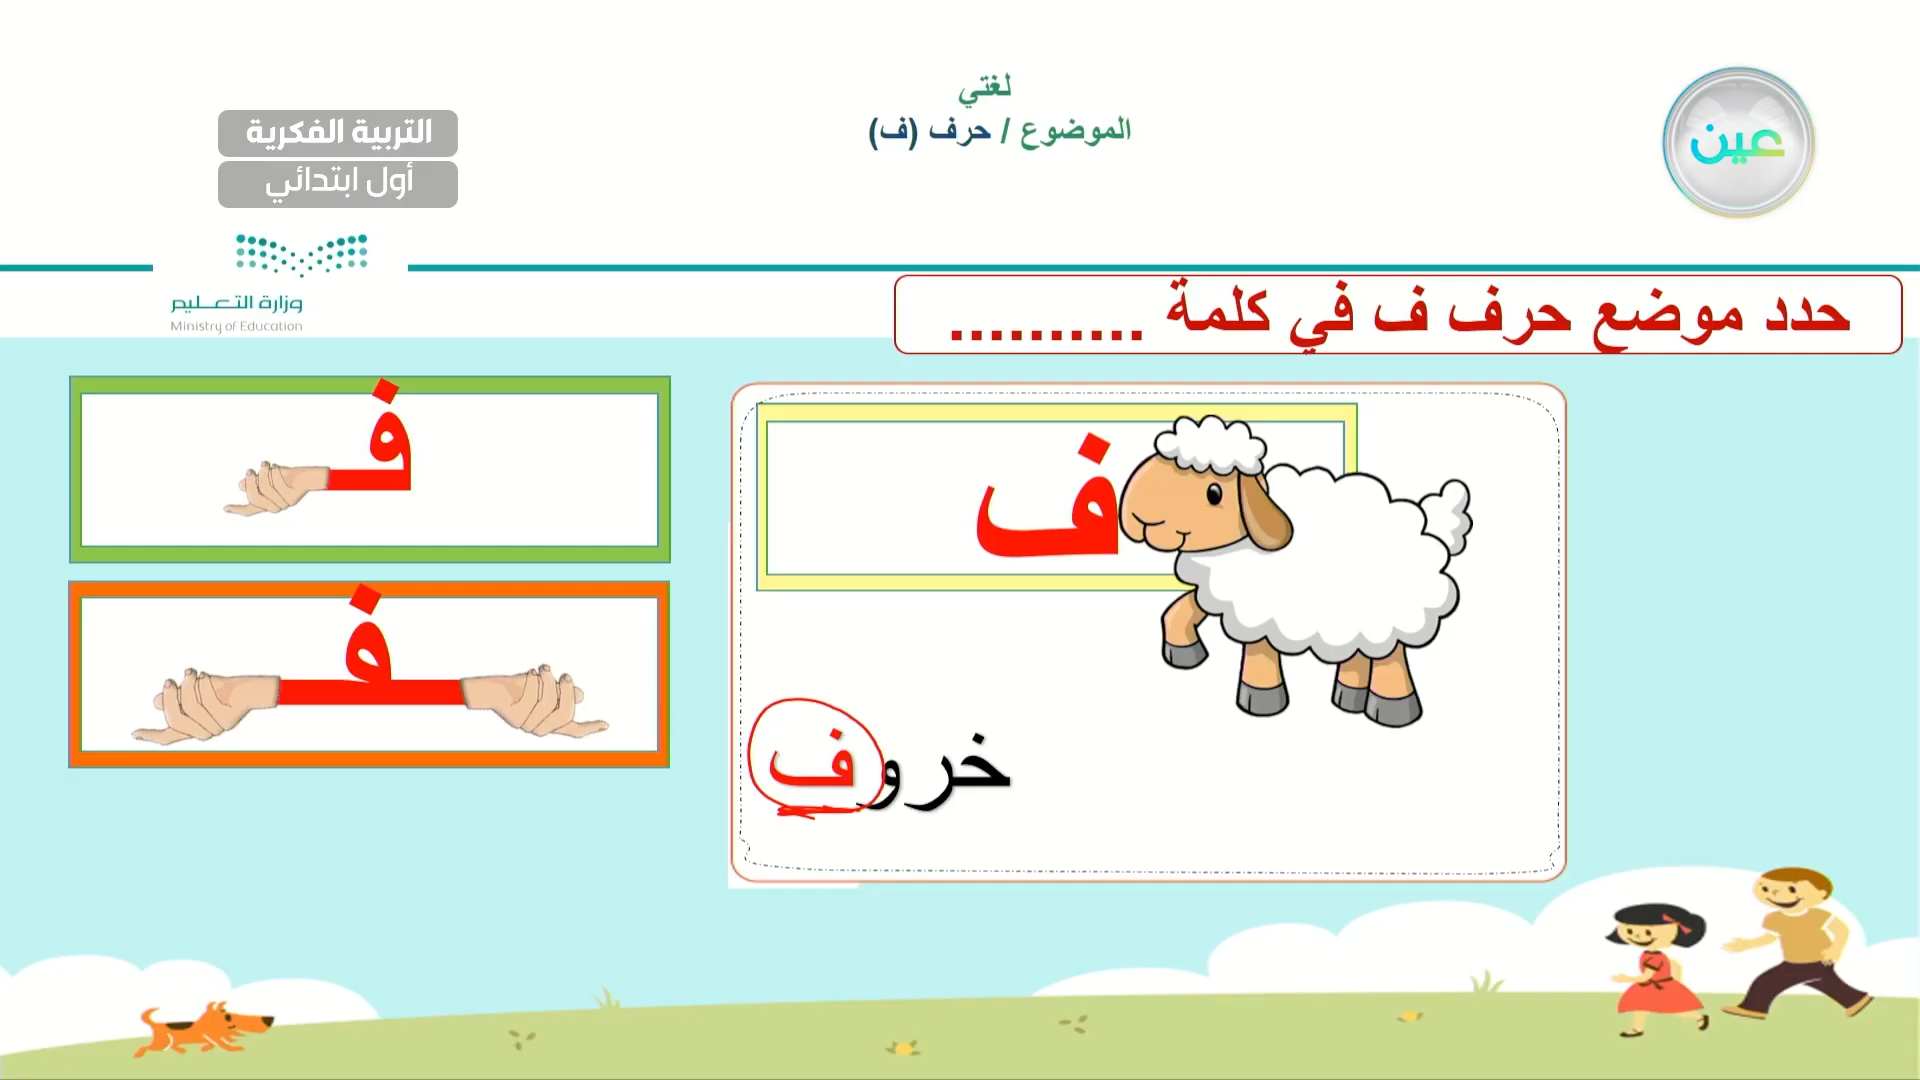 لغتي
الموضوع / حرف (ف)
عين
التربية الفكرية
أول ابتدائي
وزارة التعليم
Ministry of Education
حدد موضع حرف ف في كلمة ..........
ف
فـ
ـفـ
خروف